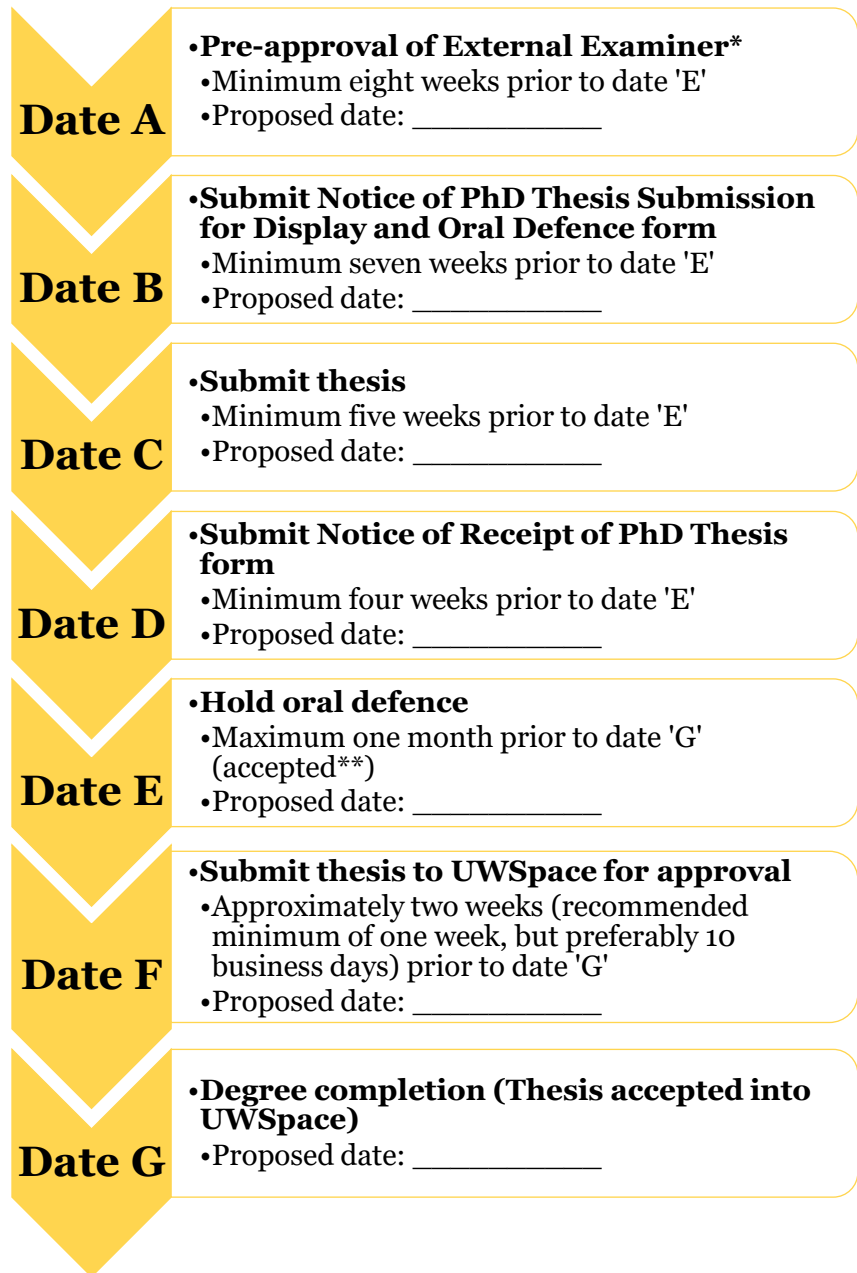 Date A
•Pre-approval of External Examiner*
•Minimum eight weeks prior to date 'E'
•Proposed date: __________
Date B
•Submit Notice of PhD Thesis Submission
for Display and Oral Defence form
•Minimum seven weeks prior to date 'E'
•Proposed date: __________
Date C
•Submit thesis
•Minimum five weeks prior to date 'E'
•Proposed date: __________
Date D
•Submit Notice of Receipt of PhD Thesis
form
•Minimum four weeks prior to date 'E'
•Proposed date: __________
Date E
•Hold oral defence
•Maximum one month prior to date 'G'
(accepted**)
•Proposed date: __________
Date F
•Submit thesis to UWSpace for approval
•Approximately two weeks (recommended
minimum of one week, but preferably 10
business days) prior to date 'G'
•Proposed date: __________
Date G
•Degree completion (Thesis accepted into
UWSpace)
•Proposed date: __________